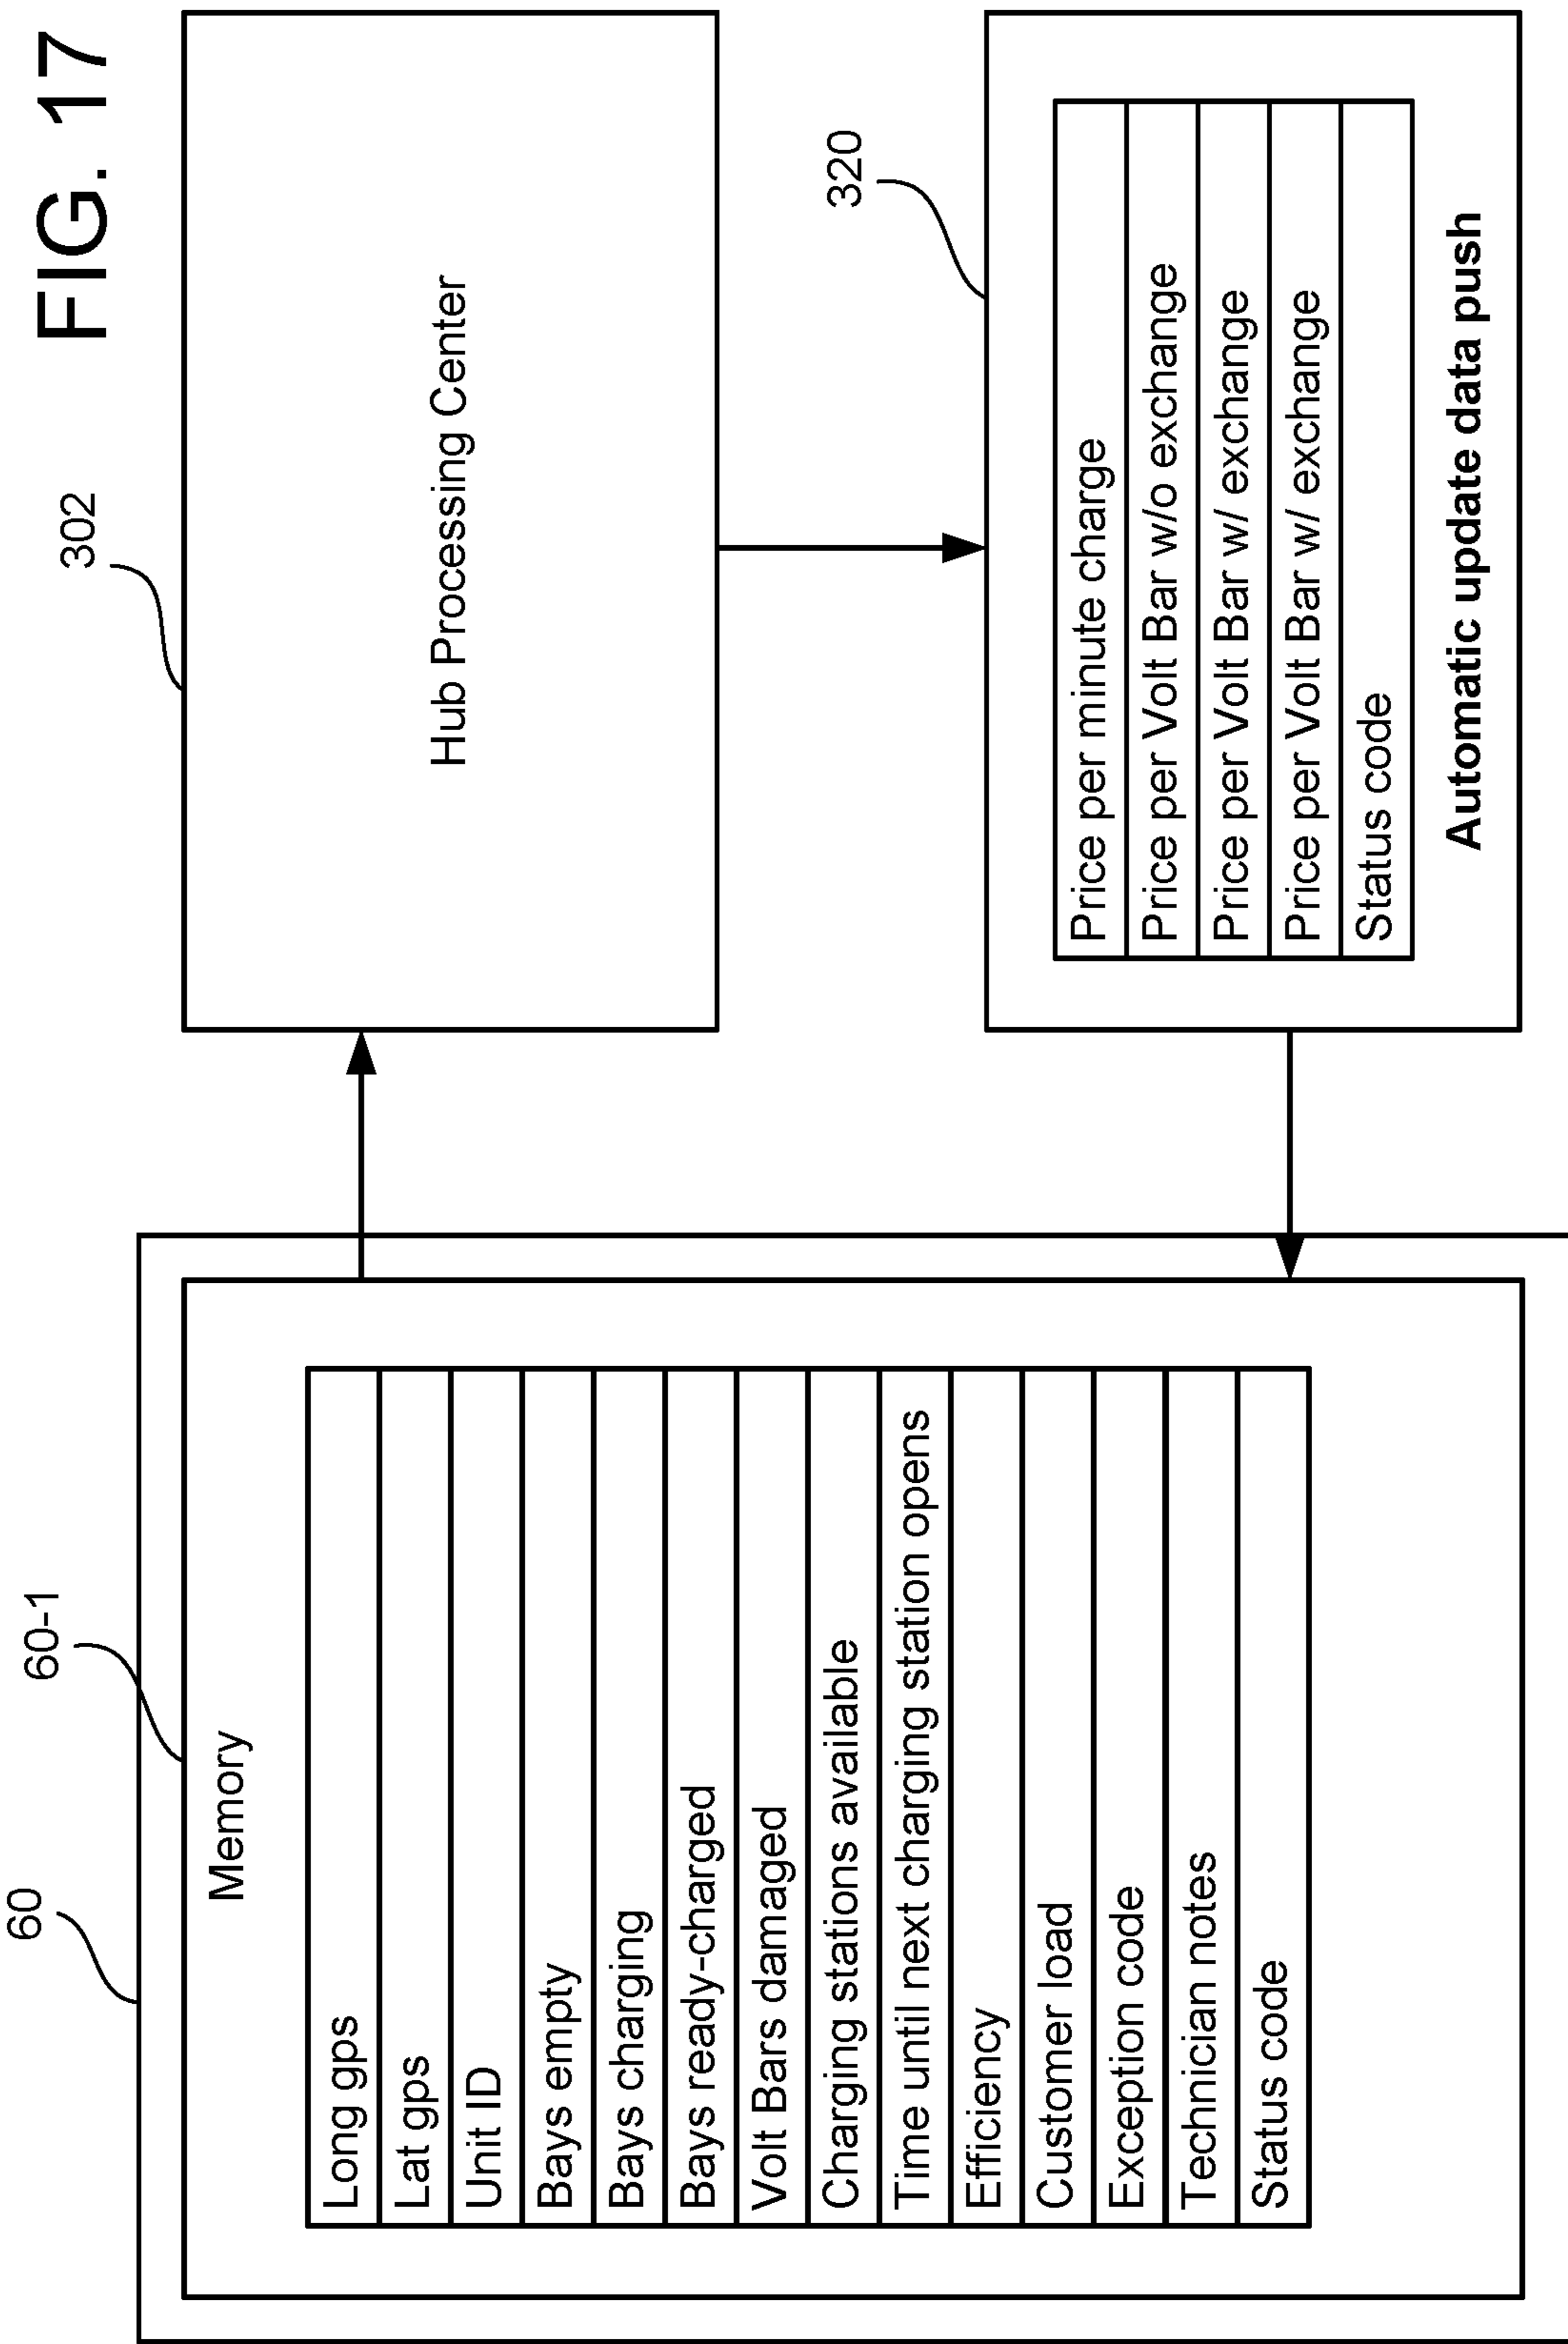 FIG. 17
60
60-1
Memory
Long gps
Lat gps
Unit ID
Bays empty
Bays charging
Bays ready-charged
Volt Bars damaged
Charging stations available
Time until next charging station opens
Efficiency
Customer load
Exception code
Technician notes
Status code
302
Hub Processing Center
320
Price per minute charge
Price per Volt Bar w/o exchange
Price per Volt Bar w/ exchange
Price per Volt Bar w/ exchange
Status code
Automatic update data push